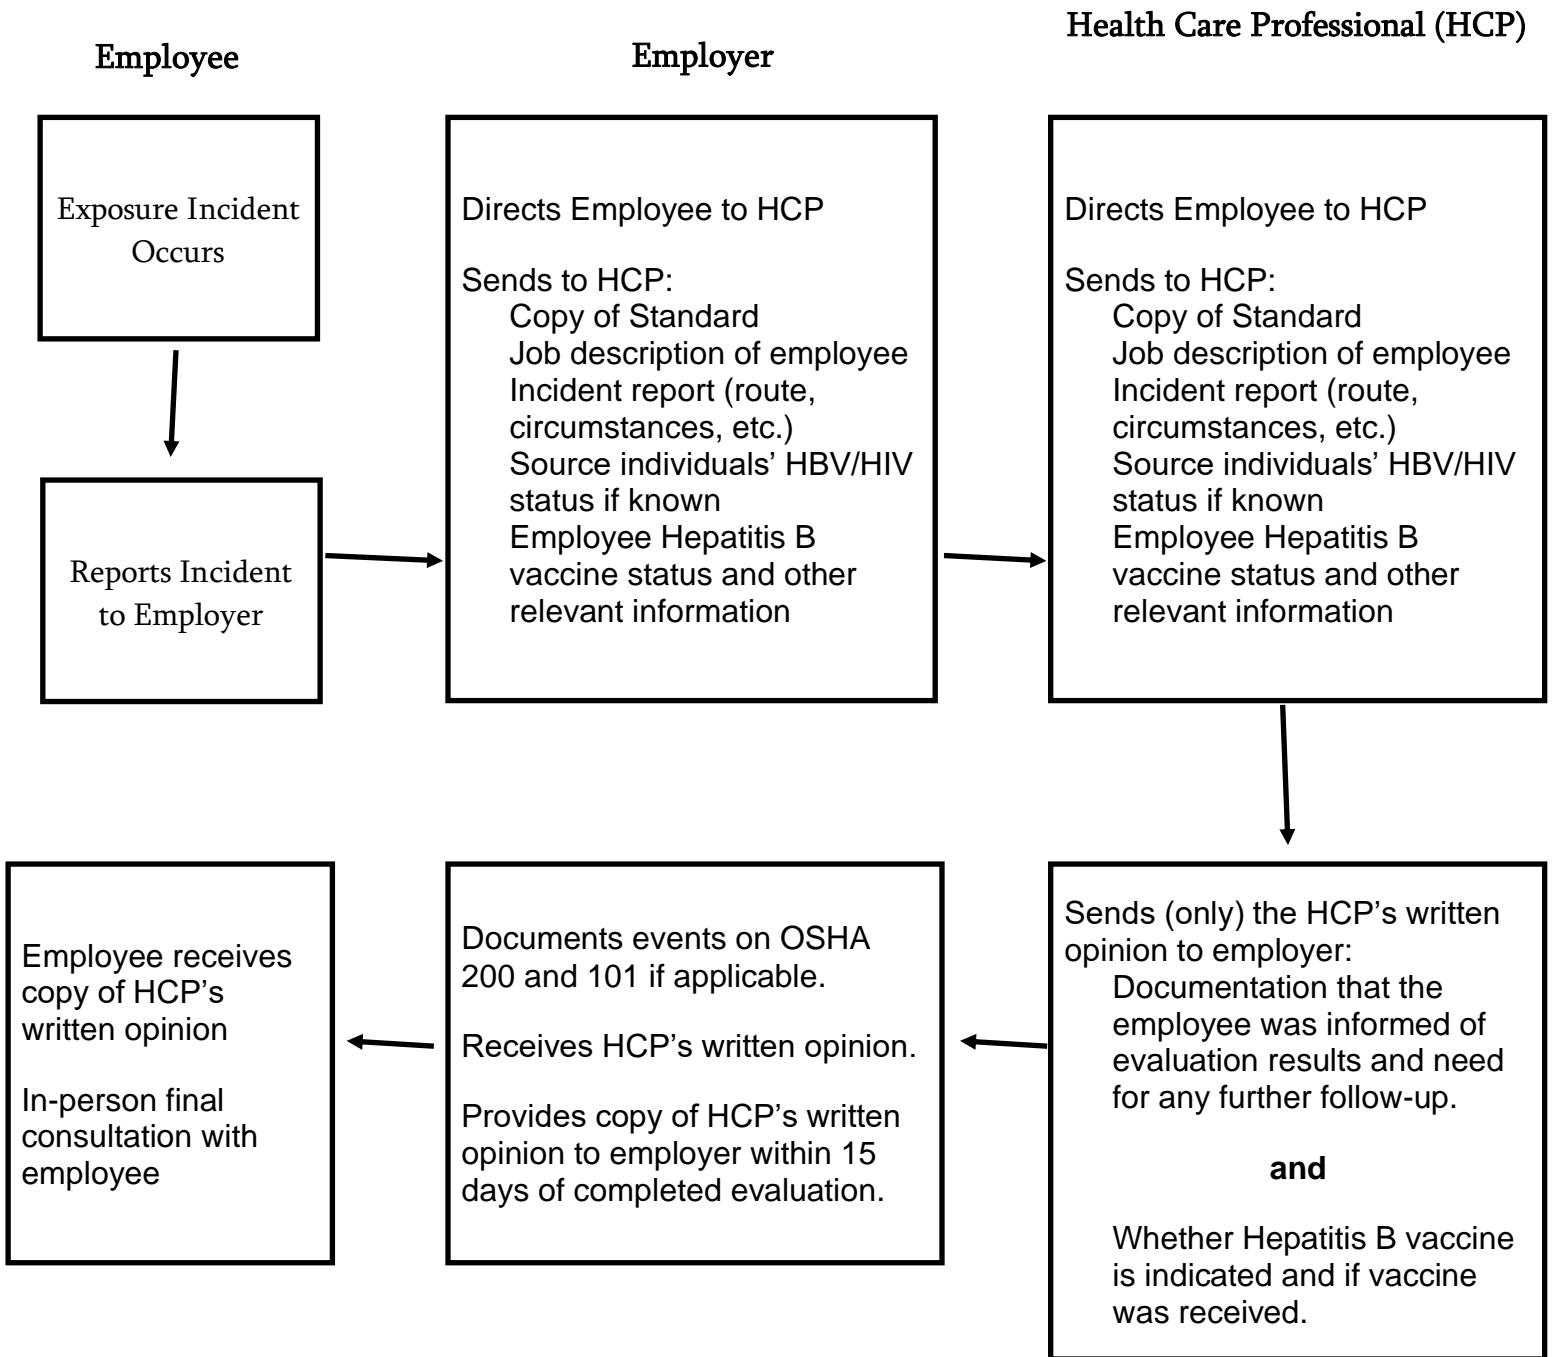 Employee
Employer
Health Care Professional (HCP)
Exposure Incident
Occurs
Reports Incident
to Employer
Directs Employee to HCP
Sends to HCP:
Copy of Standard
Job description of employee
Incident report (route,
circumstances, etc.)
Source individuals’ HBV/HIV
status if known
Employee Hepatitis B
vaccine status and other
relevant information
Directs Employee to HCP
Sends to HCP:
Copy of Standard
Job description of employee
Incident report (route,
circumstances, etc.)
Source individuals’ HBV/HIV
status if known
Employee Hepatitis B
vaccine status and other
relevant information
Sends (only) the HCP’s written
opinion to employer:
Documentation that the
employee was informed of
evaluation results and need
for any further follow-up.
and
Whether Hepatitis B vaccine
is indicated and if vaccine
was received.
Documents events on OSHA
200 and 101 if applicable.
Receives HCP’s written opinion.
Provides copy of HCP’s written
opinion to employer within 15
days of completed evaluation.
Employee receives
copy of HCP’s
written opinion
In-person final
consultation with
employee